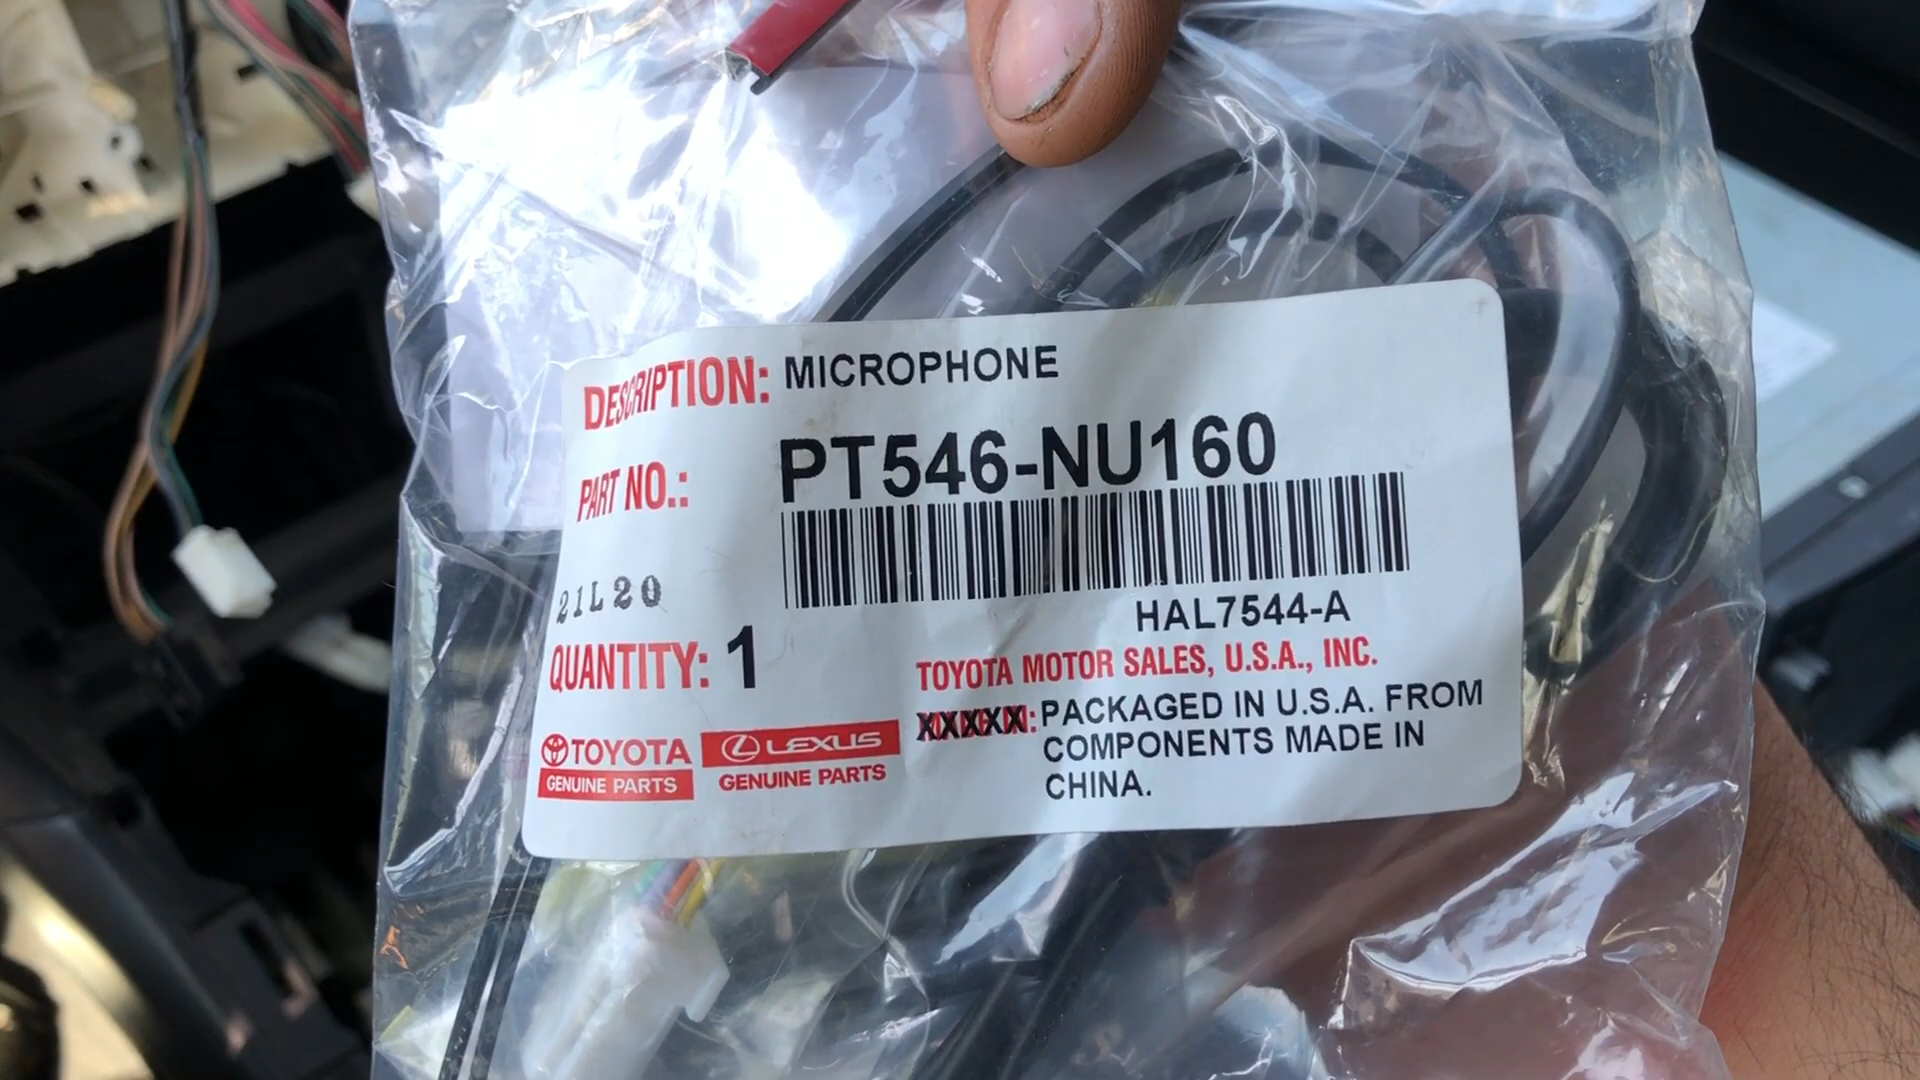 DESCRIPTION: MICROPHONE
PART NO.: PT546-NU160
21L20
HAL7544-A
QUANTITY: 1
TOYOTA MOTOR SALES, U.S.A., INC.
XXXXX: PACKAGED IN U.S.A. FROM
COMPONENTS MADE IN
CHINA.
TOYOTA
GENUINE PARTS
LEXUS
GENUINE PARTS